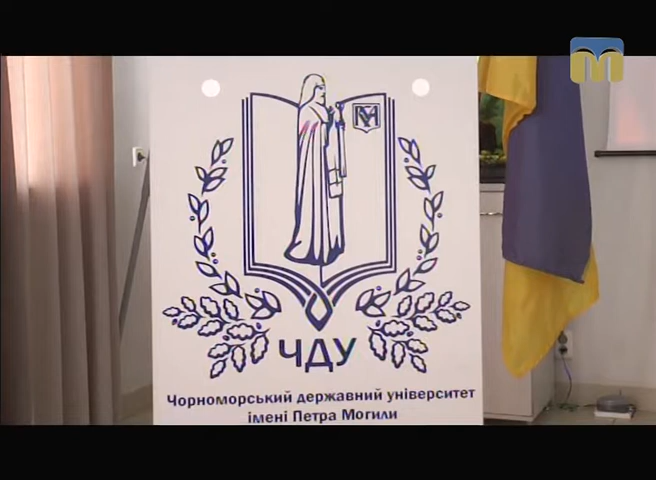 ЧДУ
Чорноморський державний університет
імені Петра Могили